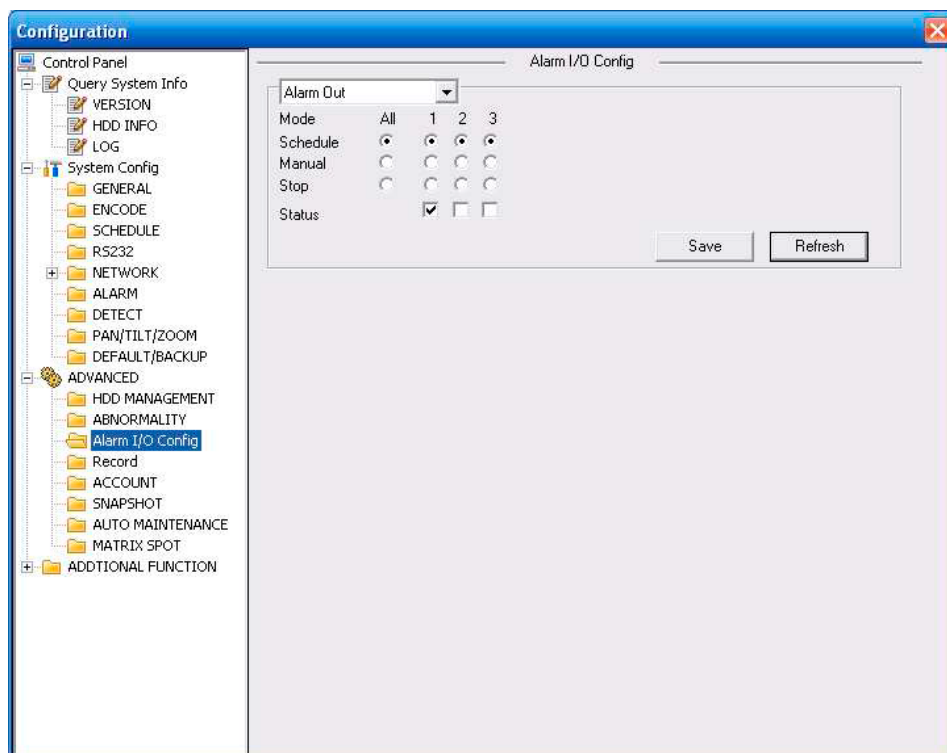 Configuration
Control Panel
Query System Info
VERSION
HDD INFO
LOG
System Config
GENERAL
ENCODE
SCHEDULE
RS232
NETWORK
ALARM
DETECT
PAN/TILT/ZOOM
DEFAULT/BACKUP
ADVANCED
HDD MANAGEMENT
ABNORMALITY
Alarm I/O Config
Record
ACCOUNT
SNAPSHOT
AUTO MAINTENANCE
MATRIX SPOT
ADDTIONAL FUNCTION
Alarm I/O Config
Alarm Out
Mode All 1 2 3
Schedule
Manual
Stop
Status
Save Refresh